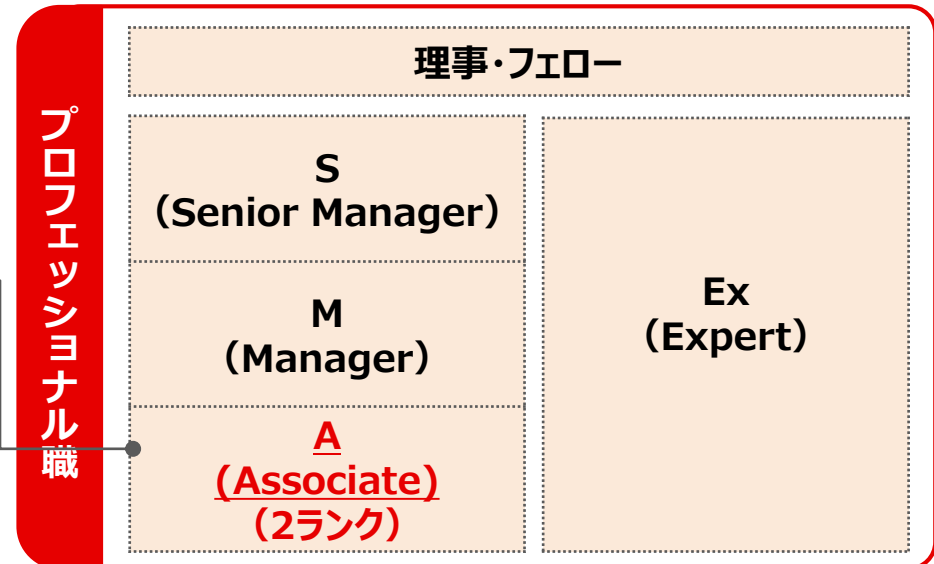 プロフェッショナル職
理事・フェロー
S
（Senior Manager）
M
（Manager）
A
(Associate)
（2ランク）
Ex
（Expert）